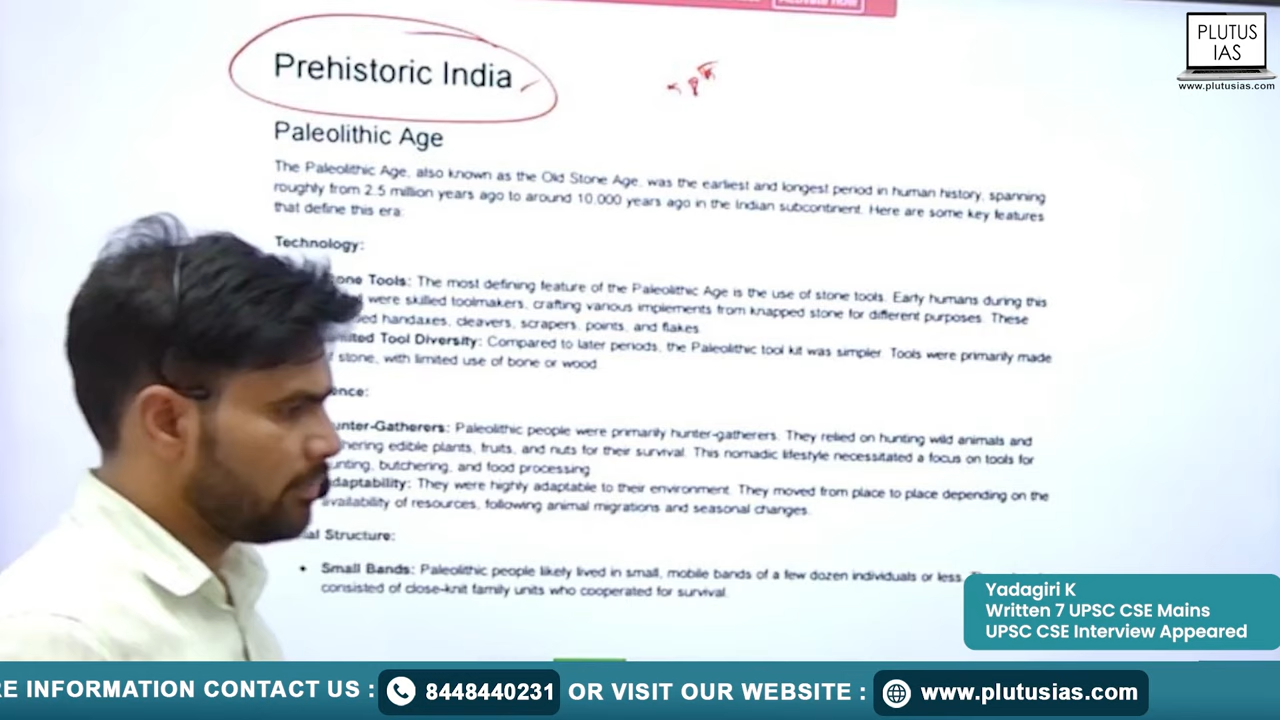 PLUTUS
IAS
www.plutusias.com
Prehistoric India
Paleolithic Age
The Paleolithic Age, also known as the Old Stone Age, was the earliest and longest period in human history, spanning
roughly from 2.5 million years ago to around 10,000 years ago in the Indian subcontinent. Here are some key features
that define this era:
Technology:
one Tools: The most defining feature of the Paleolithic Age is the use of stone tools. Early humans during this
were skilled toolmakers, crafting various implements from knapped stone for different purposes. These
ed handaxes, cleavers, scrapers, points, and flakes.
mited Tool Diversity: Compared to later periods, the Paleolithic tool kit was simpler. Tools were primarily made
stone, with limited use of bone or wood.
ence:
unter-Gatherers: Paleolithic people were primarily hunter-gatherers. They relied on hunting wild animals and
hering edible plants, fruits, and nuts for their survival. This nomadic lifestyle necessitated a focus on tools for
unting, butchering, and food processing.
daptability: They were highly adaptable to their environment. They moved from place to place depending on the
availability of resources, following animal migrations and seasonal changes.
al Structure:
• Small Bands: Paleolithic people likely lived in small, mobile bands of a few dozen individuals or less.
consisted of close-knit family units who cooperated for survival.
Yadagiri K
Written 7 UPSC CSE Mains
UPSC CSE Interview Appeared
RE INFORMATION CONTACT US : 8448440231 OR VISIT OUR WEBSITE : www.plutusias.com